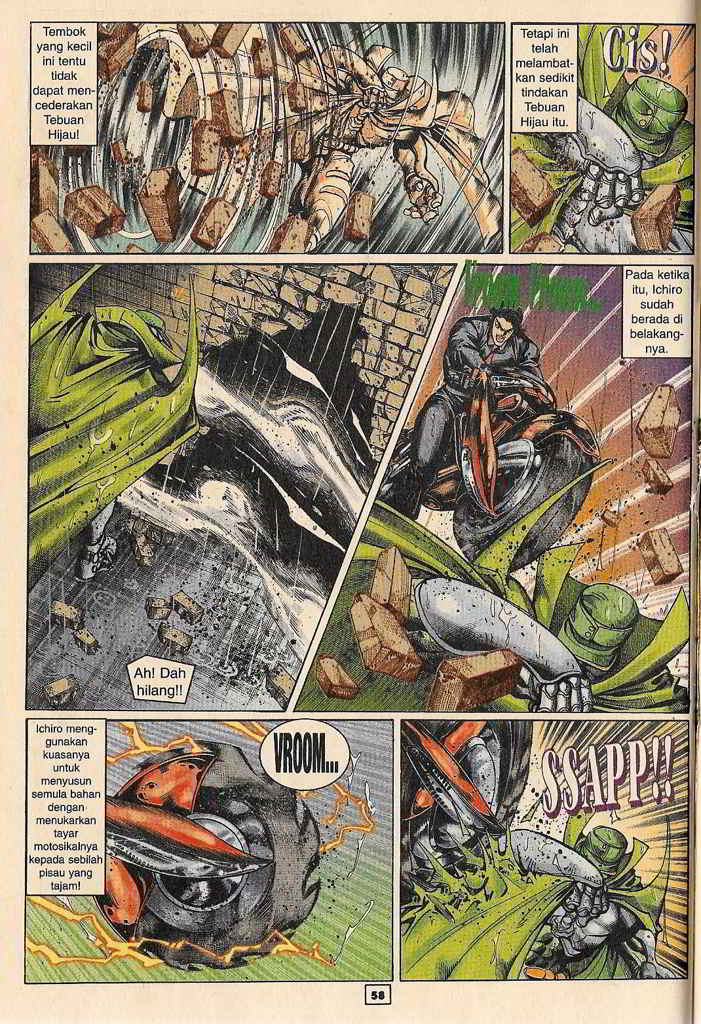 Tembok
yang kecil
ini tentu
tidak
dapat men-
cederakan
Tebuan
Hijau!
Tetapi ini
telah
melambat-
kan sedikit
tindakan
Tebuan
Hijau itu.
Cis!
Vroom Vroom...
Pada ketika
itu, Ichiro
sudah
berada di
belakang-
nya.
Ah! Dah
hilang!!
Ichiro meng-
gunakan
kuasanya
untuk
menyusun
semula bahan
dengan
menukarkan
tayar
motosikalnya
kepada sebilah
pisau yang
tajam!
VROOM...
SSAPP!!
58